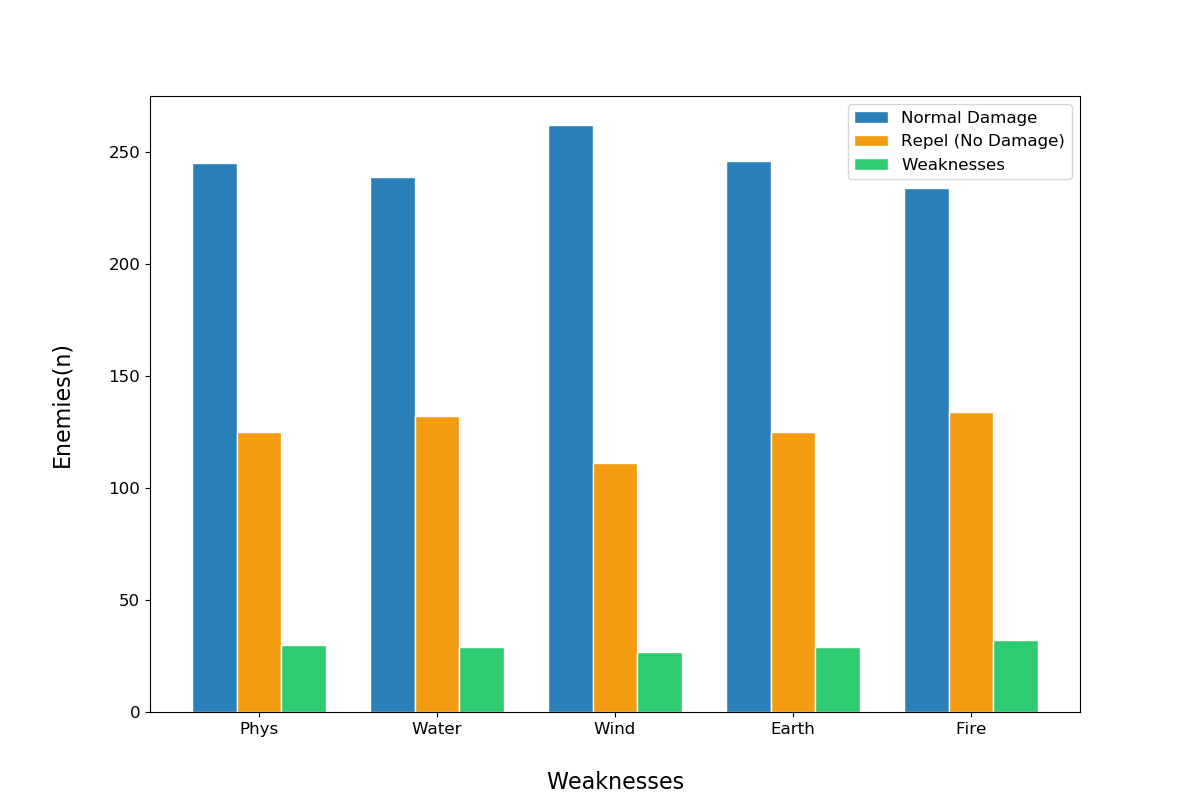 Normal Damage
Repel (No Damage)
Weaknesses
250
200
150
100
50
0
Enemies(n)
Phys Water Wind Earth Fire
Weaknesses